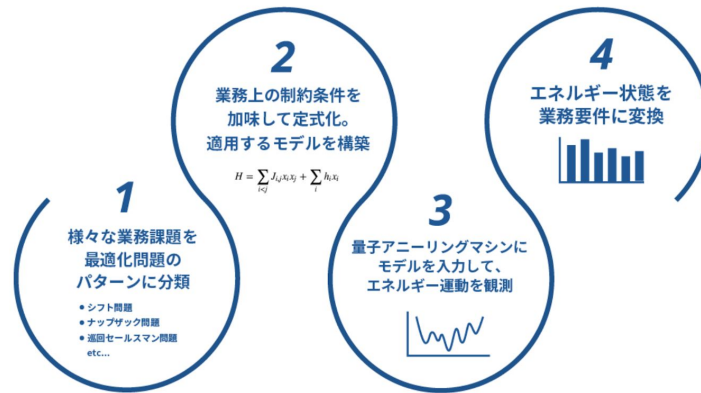 1
様々な業務課題を
最適化問題の
パターンに分類
● シフト問題
● ナップザック問題
● 巡回セールスマン問題
etc...
2
業務上の制約条件を
加味して定式化。
適用するモデルを構築
H = ∑_{i<j} J_{i,j}x_ix_j + ∑_i h_ix_i
3
量子アニーリングマシンに
モデルを入力して、
エネルギー運動を観測
4
エネルギー状態を
業務要件に変換